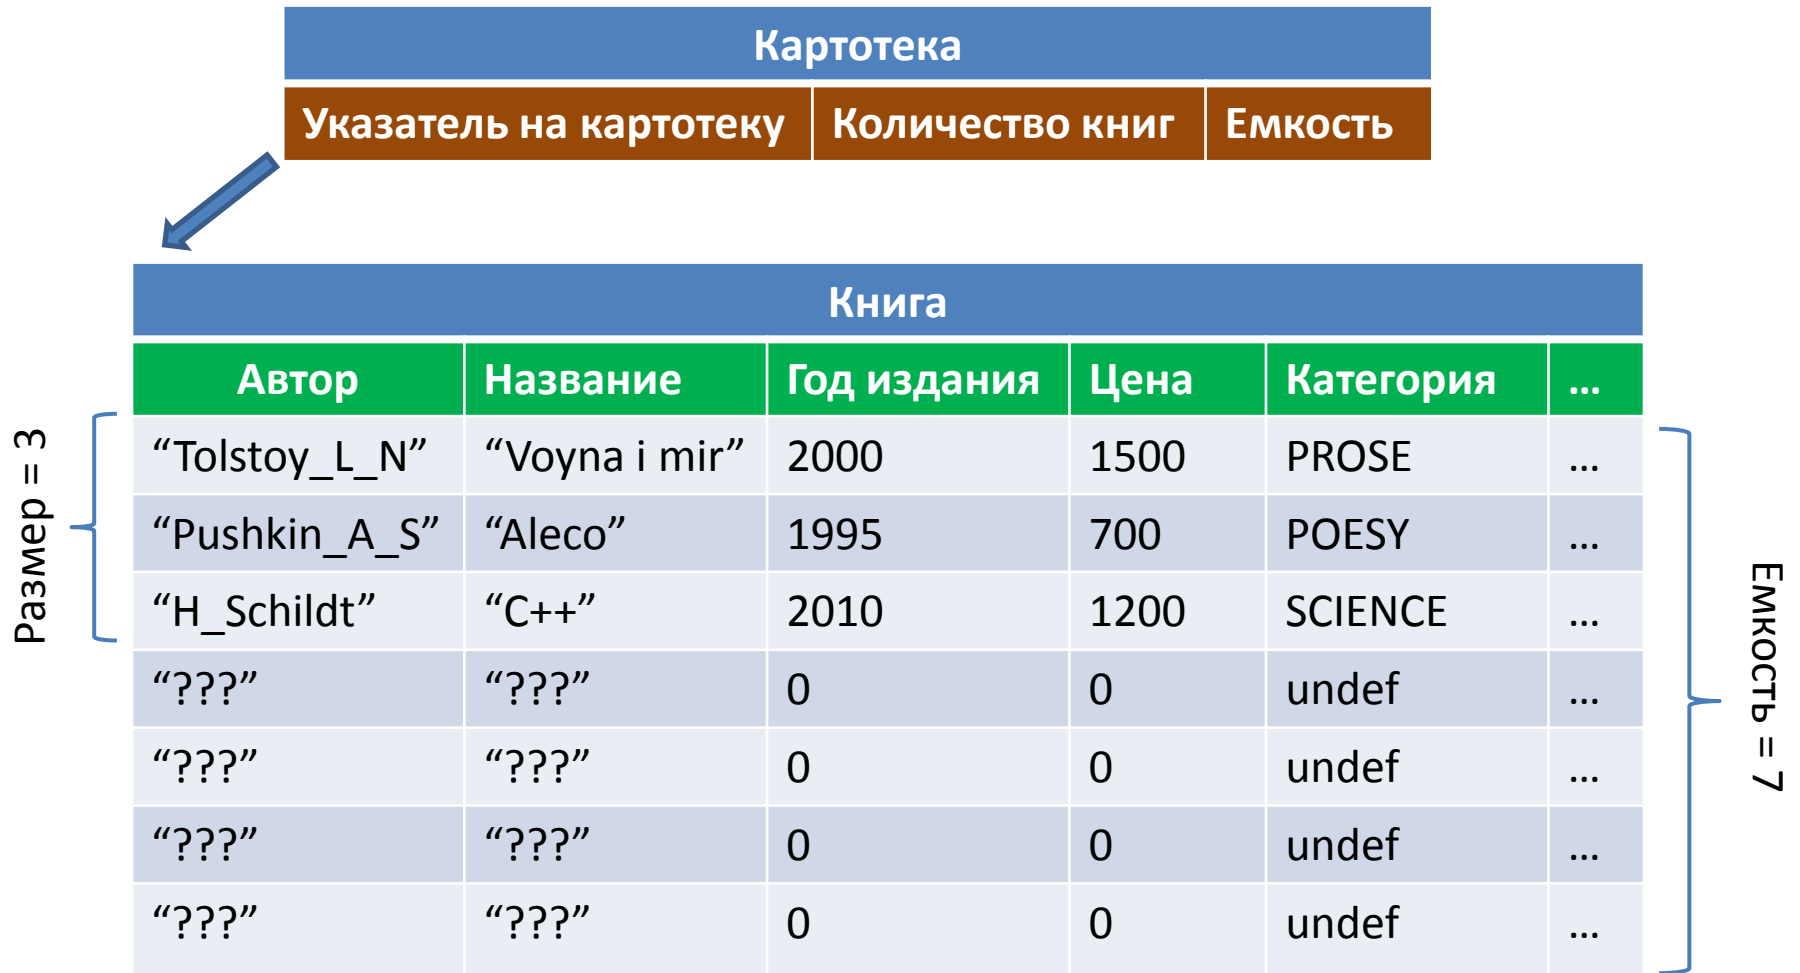 Картотека
Указатель на картотеку Количество книг Емкость
Книга
Автор Название Год издания Цена Категория ...
“Tolstoy_L_N” “Voyna i mir” 2000 1500 PROSE ...
“Pushkin_A_S” “Aleco” 1995 700 POESY ...
“H_Schildt” “C++” 2010 1200 SCIENCE ...
“???” “???” 0 0 undef ...
“???” “???” 0 0 undef ...
“???” “???” 0 0 undef ...
“???” “???” 0 0 undef ...
Размер = 3
Емкость = 7